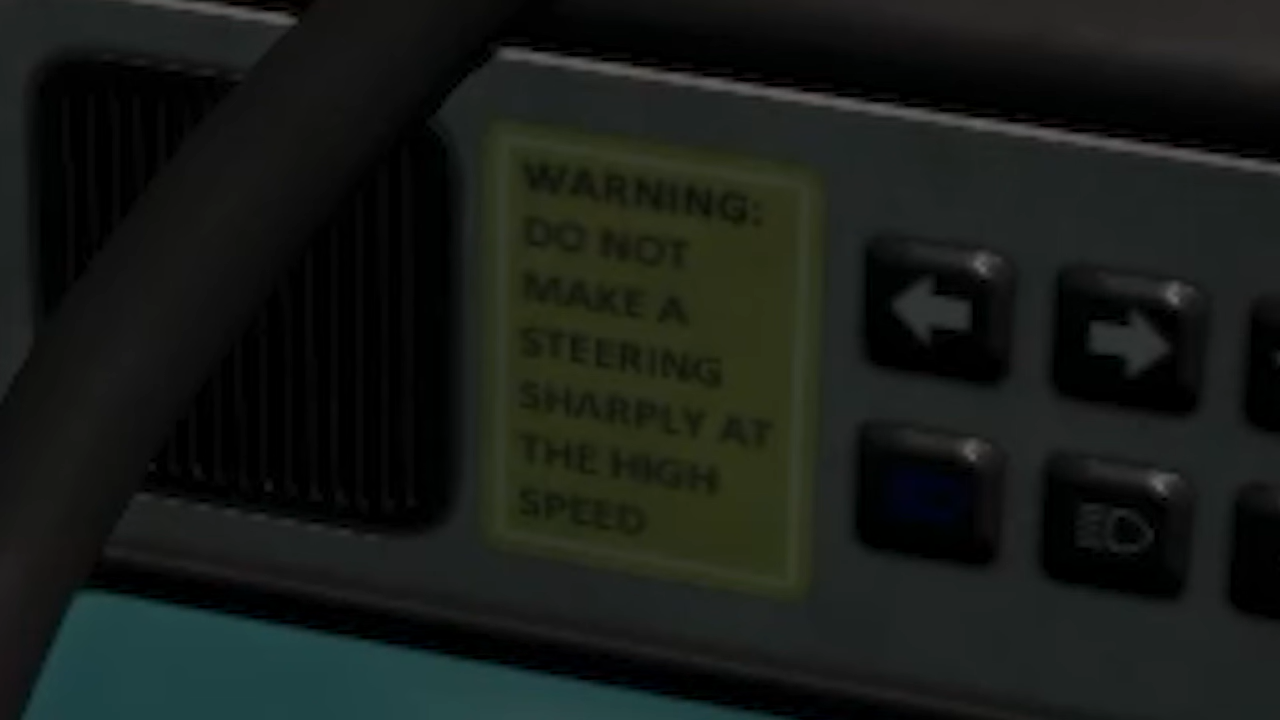 WARNING:
DO NOT
MAKE A
STEERING
SHARPLY AT
THE HIGH
SPEED